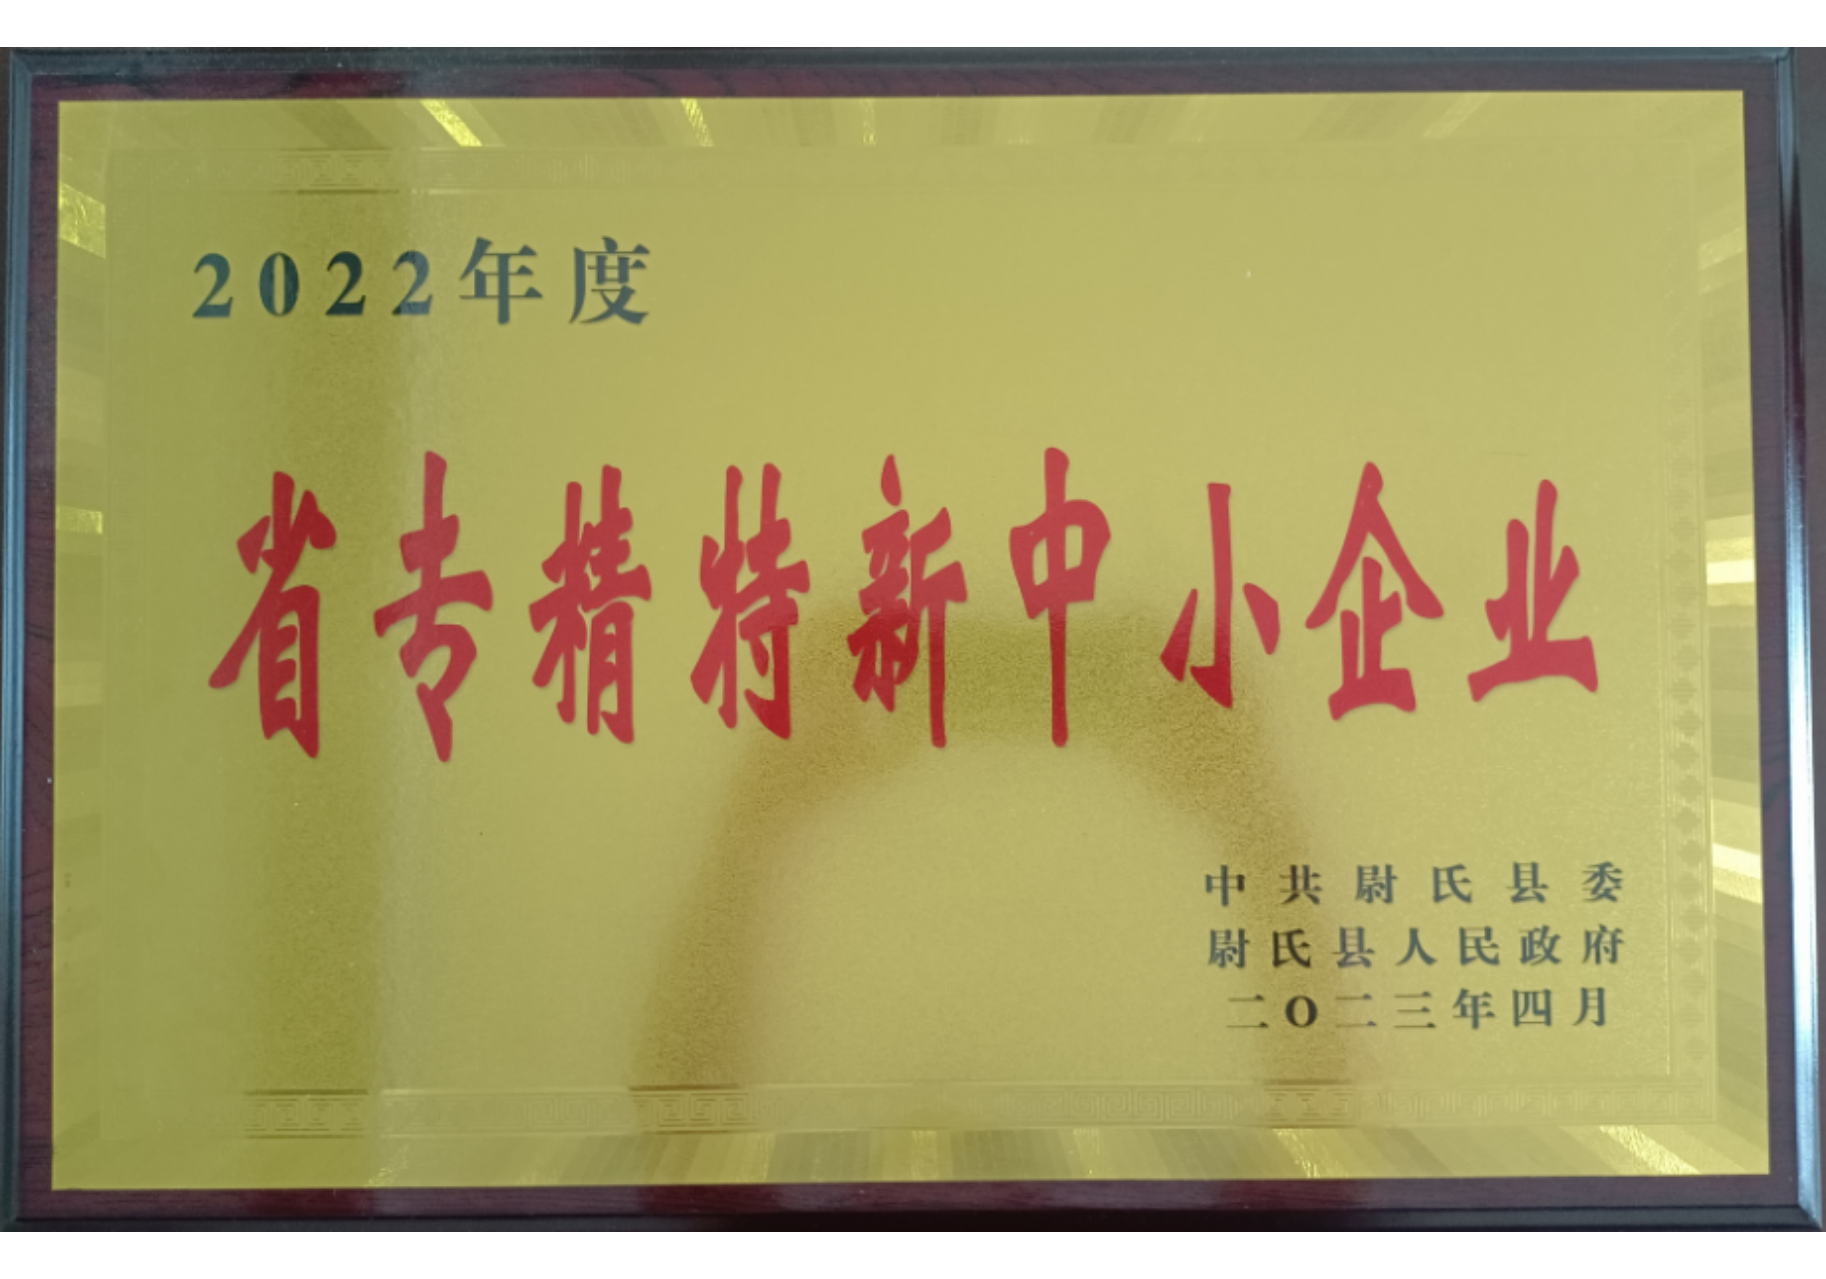 2022年度
省专精特新中小企业
中共尉氏县委
尉氏县人民政府
二O二三年四月